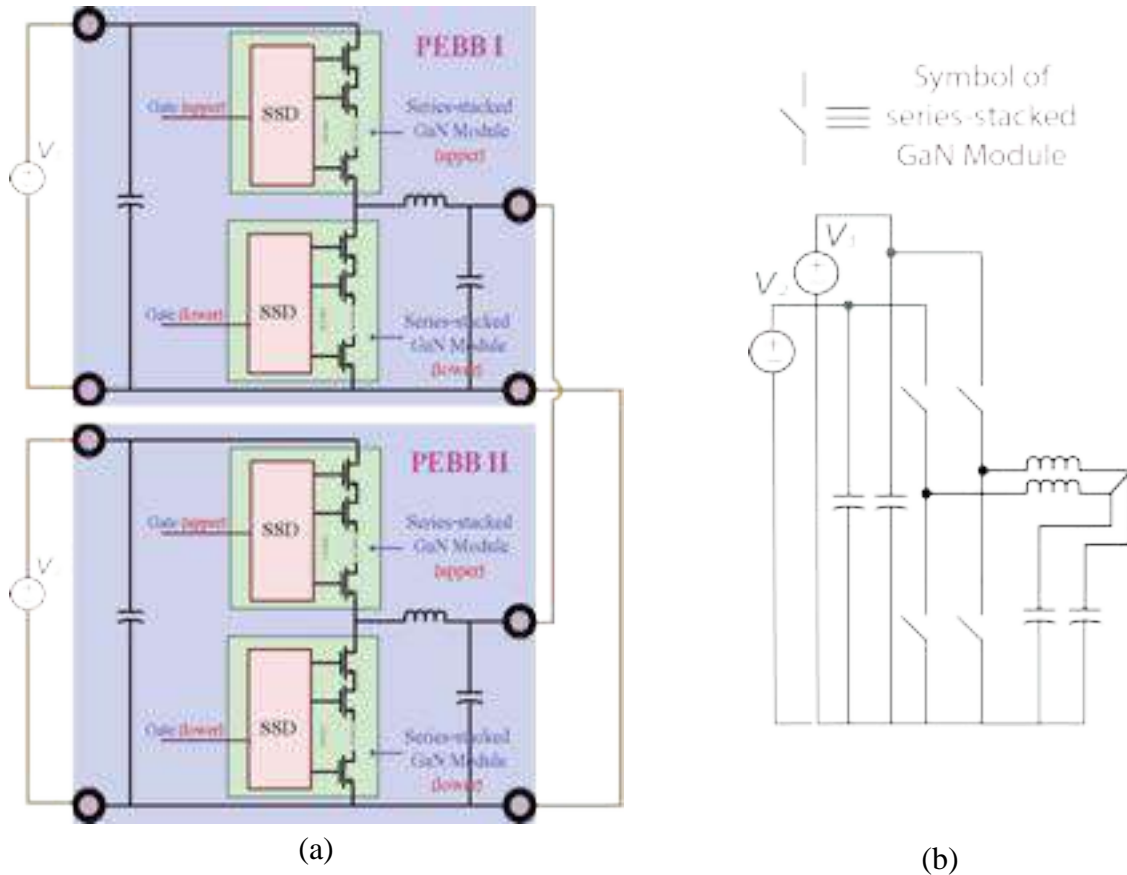 PEBB I
Gate (upper)
SSD
Series-stacked
GaN Module
(upper)
Gate (lower)
SSD
Series-stacked
GaN Module
(lower)
V
PEBB II
Gate (upper)
SSD
Series-stacked
GaN Module
(upper)
Gate (lower)
SSD
Series-stacked
GaN Module
(lower)
V
(a)
Symbol of
series-stacked
GaN Module
V
V
(b)